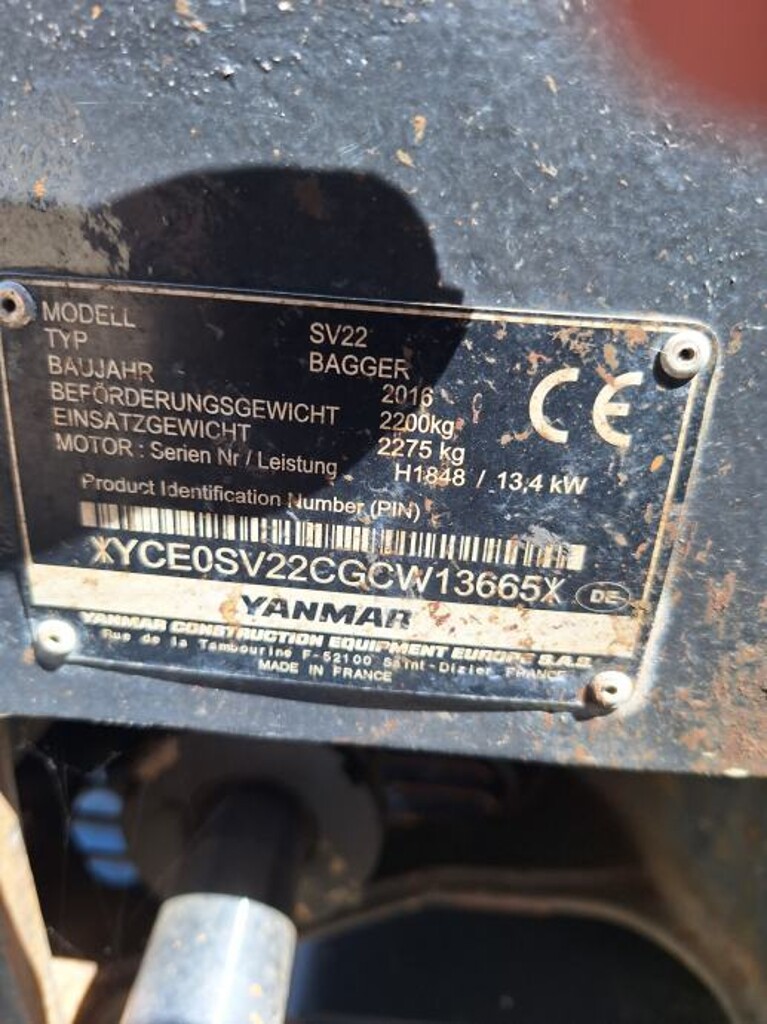 MODELL SV22
TYP BAGGER
BAUJAHR 2016
BEFÖRDERUNGSGEWICHT 2200kg
EINSATZGEWICHT 2275 kg
MOTOR : Serien Nr / Leistung H1848 / 13,4 kW
CE
Product Identification Number (PIN)
*YCE0SV22CGCW13665* DE
YANMAR
YANMAR CONSTRUCTION EQUIPMENT EUROPE S.A.S.
Rue de la Tambourine F-52100 Saint-Dizier FRANCE
MADE IN FRANCE